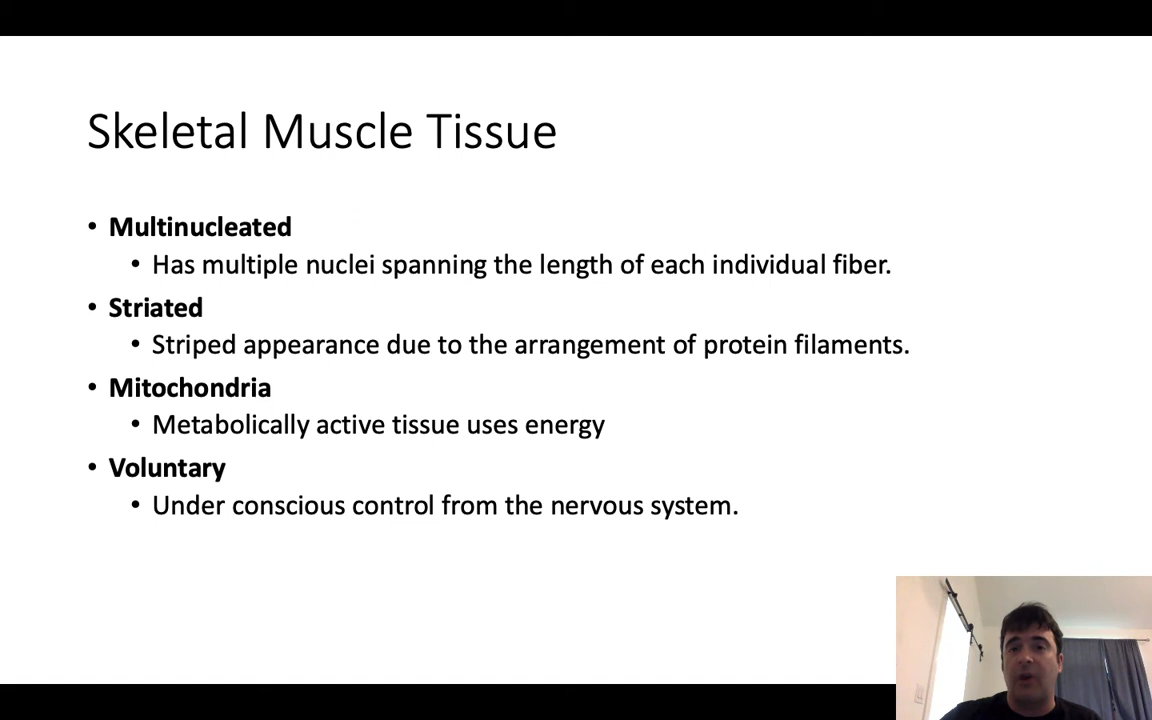 Skeletal Muscle Tissue
• Multinucleated
• Has multiple nuclei spanning the length of each individual fiber.
• Striated
• Striped appearance due to the arrangement of protein filaments.
• Mitochondria
• Metabolically active tissue uses energy
• Voluntary
• Under conscious control from the nervous system.